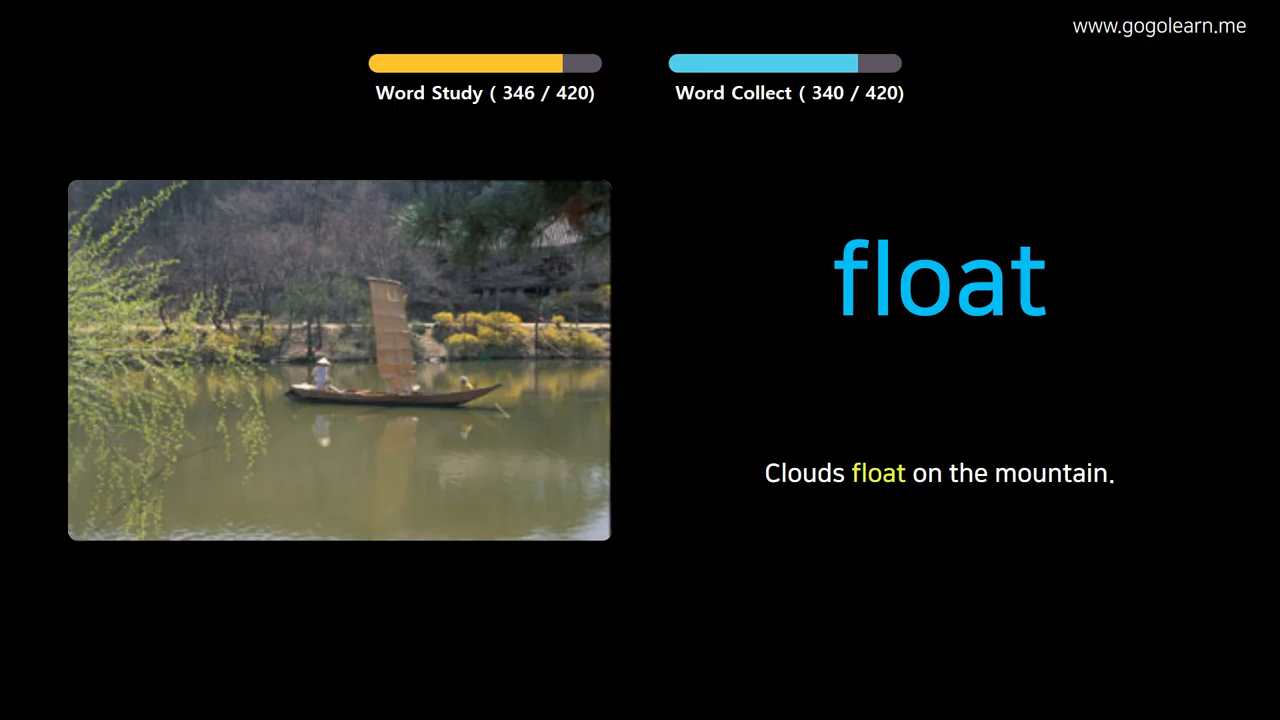 www.gogolearn.me
Word Study ( 346 / 420)
Word Collect ( 340 / 420)
float
Clouds float on the mountain.